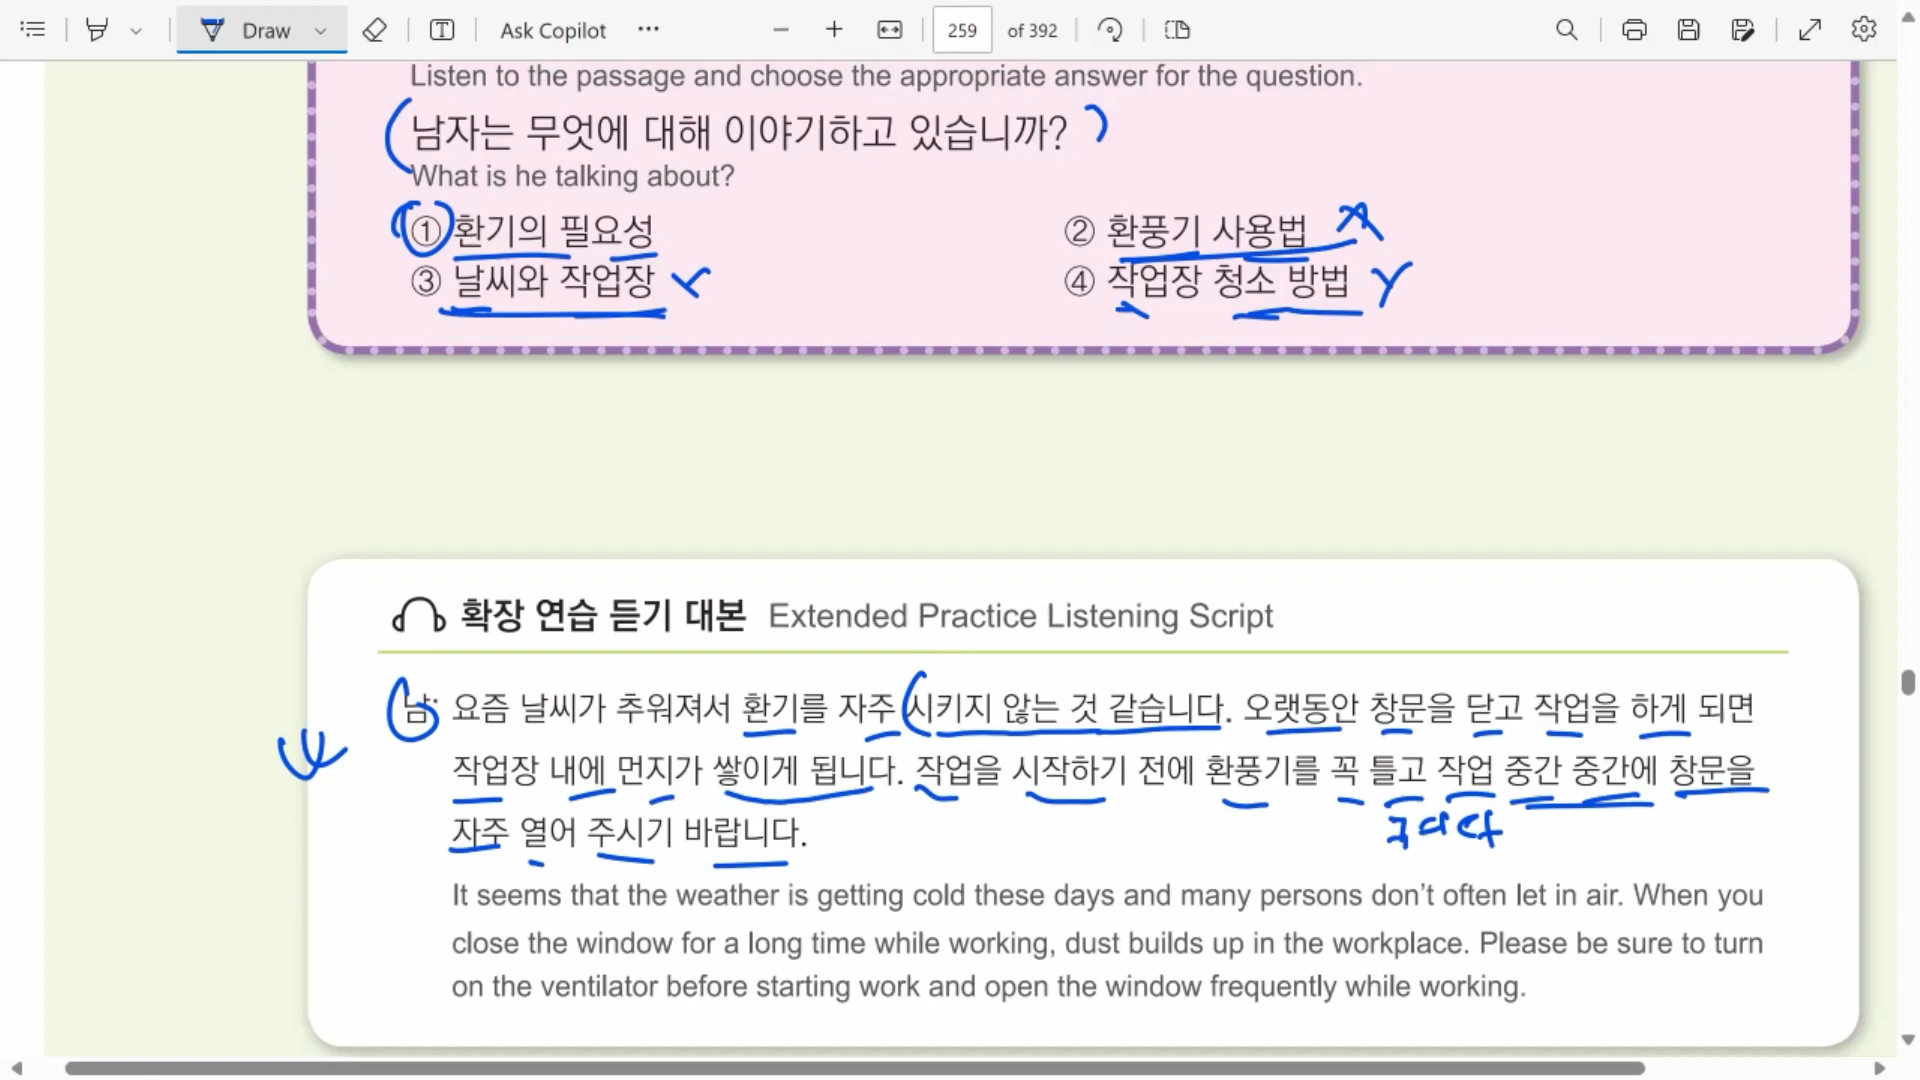 Draw
Ask Copilot
259 of 392
Listen to the passage and choose the appropriate answer for the question.
남자는 무엇에 대해 이야기하고 있습니까?
What is he talking about?
① 환기의 필요성 ② 환풍기 사용법
③ 날씨와 작업장 ④ 작업장 청소 방법
확장 연습 듣기 대본 Extended Practice Listening Script
남: 요즘 날씨가 추워져서 환기를 자주 시키지 않는 것 같습니다. 오랫동안 창문을 닫고 작업을 하게 되면
작업장 내에 먼지가 쌓이게 됩니다. 작업을 시작하기 전에 환풍기를 꼭 틀고 작업 중간 중간에 창문을
자주 열어 주시기 바랍니다.
It seems that the weather is getting cold these days and many persons don’t often let in air. When you
close the window for a long time while working, dust builds up in the workplace. Please be sure to turn
on the ventilator before starting work and open the window frequently while working.